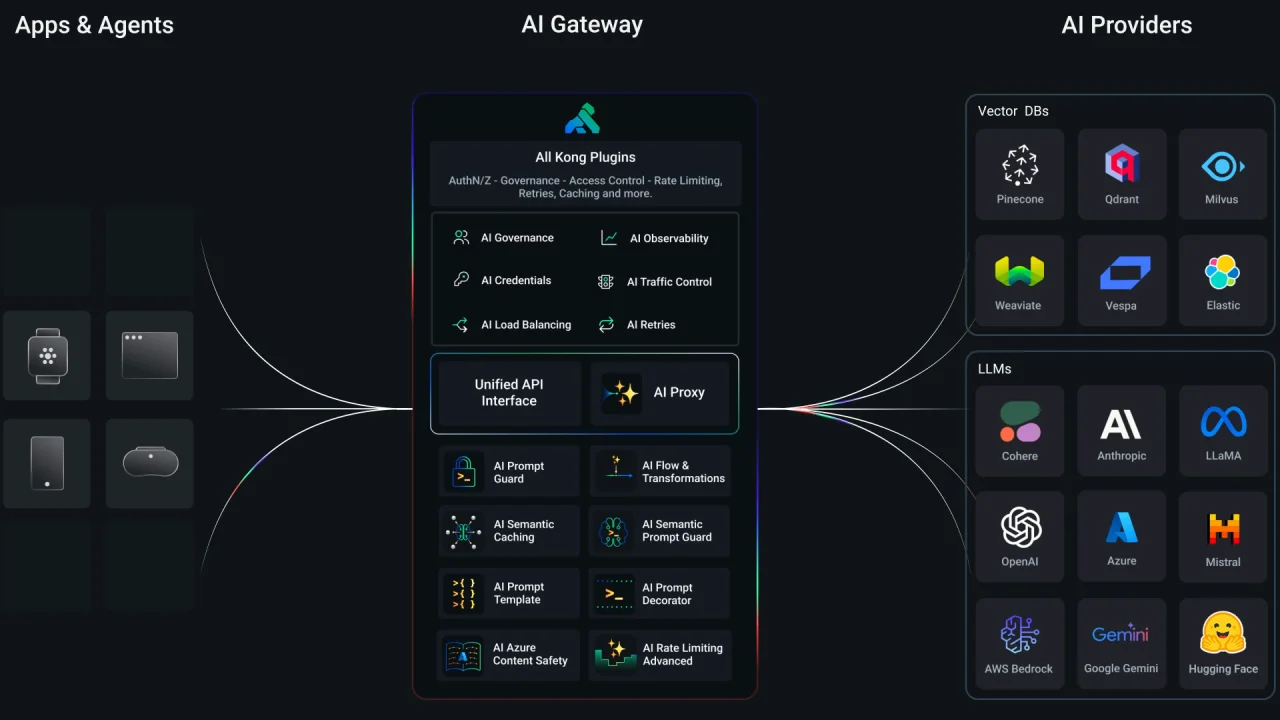 Apps & Agents
AI Gateway
AI Providers
All Kong Plugins
AuthN/Z - Governance - Access Control - Rate Limiting,
Retries, Caching and more.
AI Governance
AI Observability
AI Credentials
AI Traffic Control
AI Load Balancing
AI Retries
Unified API
Interface
AI Proxy
AI Prompt
Guard
AI Flow &
Transformations
AI Semantic
Caching
AI Semantic
Prompt Guard
AI Prompt
Template
AI Prompt
Decorator
AI Azure
Content Safety
AI Rate Limiting
Advanced
Vector DBs
Pinecone
Qdrant
Milvus
Weaviate
Vespa
Elastic
LLMs
Cohere
Anthropic
LLaMA
OpenAI
Azure
Mistral
AWS Bedrock
Gemini
Google Gemini
Hugging Face